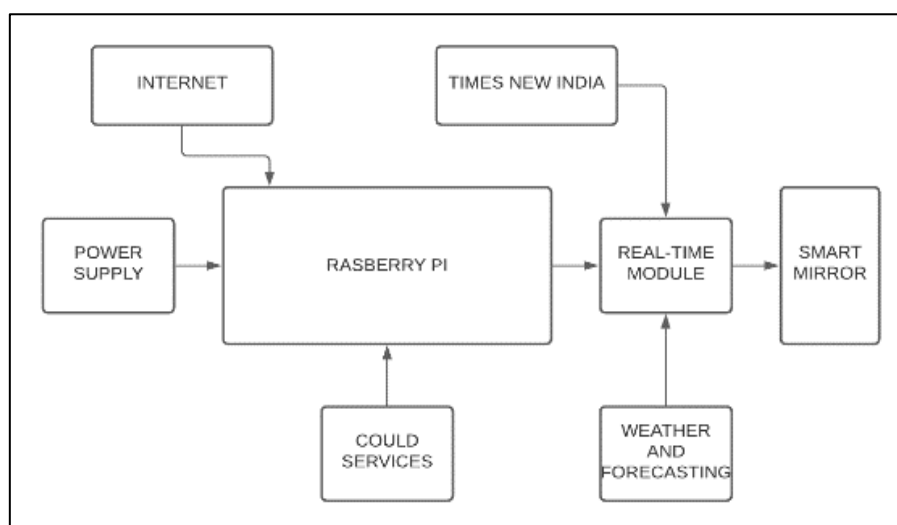 INTERNET
TIMES NEW INDIA
POWER
SUPPLY
RASBERRY PI
REAL-TIME
MODULE
SMART
MIRROR
COULD
SERVICES
WEATHER
AND
FORECASTING